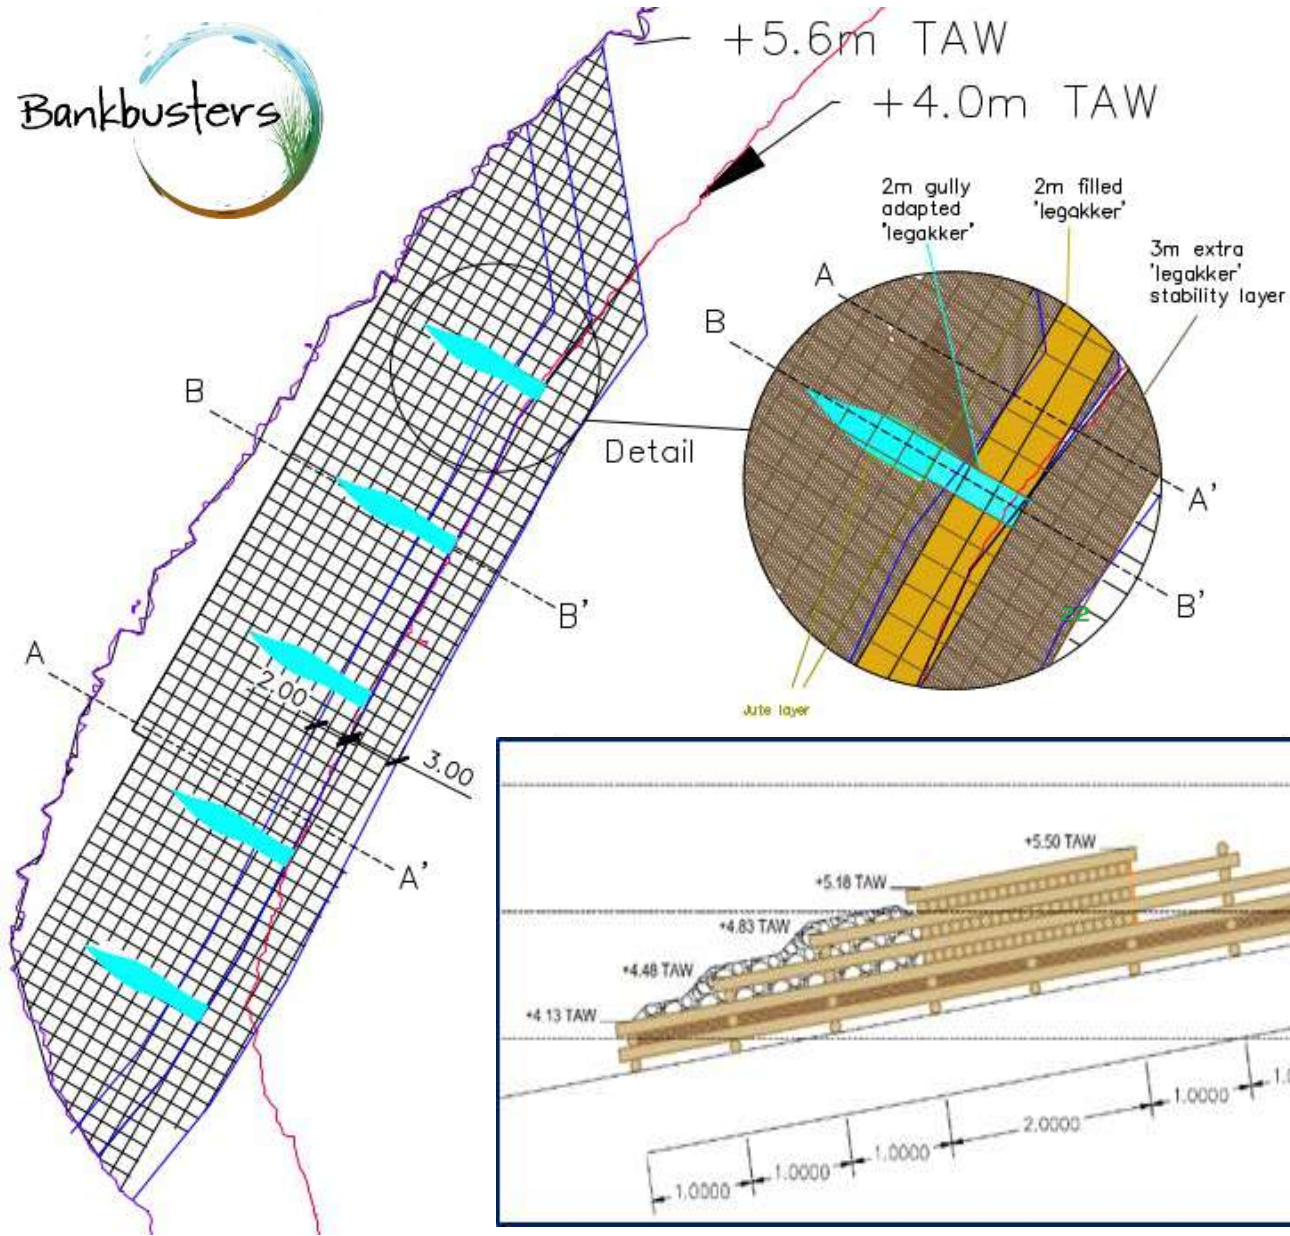 Bankbusters
+5.6m TAW
+4.0m TAW
2m gully
adapted
'legakker'
2m filled
'legakker'
3m extra
'legakker'
stability layer
A
B
B
Detail
A'
B'
B'
22
A
2.00
3.00
Jute layer
A'
+5.50 TAW
+5.18 TAW
+4.83 TAW
+4.48 TAW
+4.13 TAW
1.0000
1.0000
1.0000
2.0000
1.0000